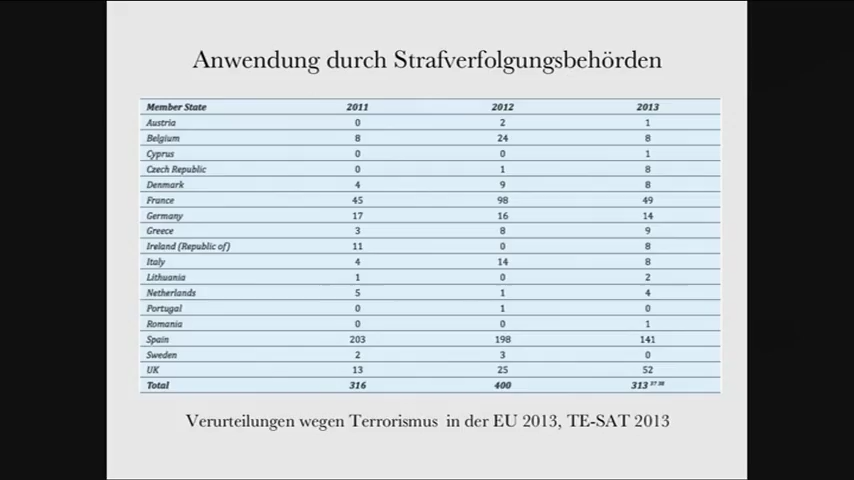 Anwendung durch Strafverfolgungsbehörden
Member State 2011 2012 2013
Austria 0 2 1
Belgium 8 24 8
Cyprus 0 0 1
Czech Republic 0 1 8
Denmark 4 9 8
France 45 98 49
Germany 17 16 14
Greece 3 8 9
Ireland (Republic of) 11 0 8
Italy 4 14 8
Lithuania 1 0 2
Netherlands 5 1 4
Portugal 0 1 0
Romania 0 0 1
Spain 203 198 141
Sweden 2 3 0
UK 13 25 52
Total 316 400 313 37 38
Verurteilungen wegen Terrorismus in der EU 2013, TE-SAT 2013